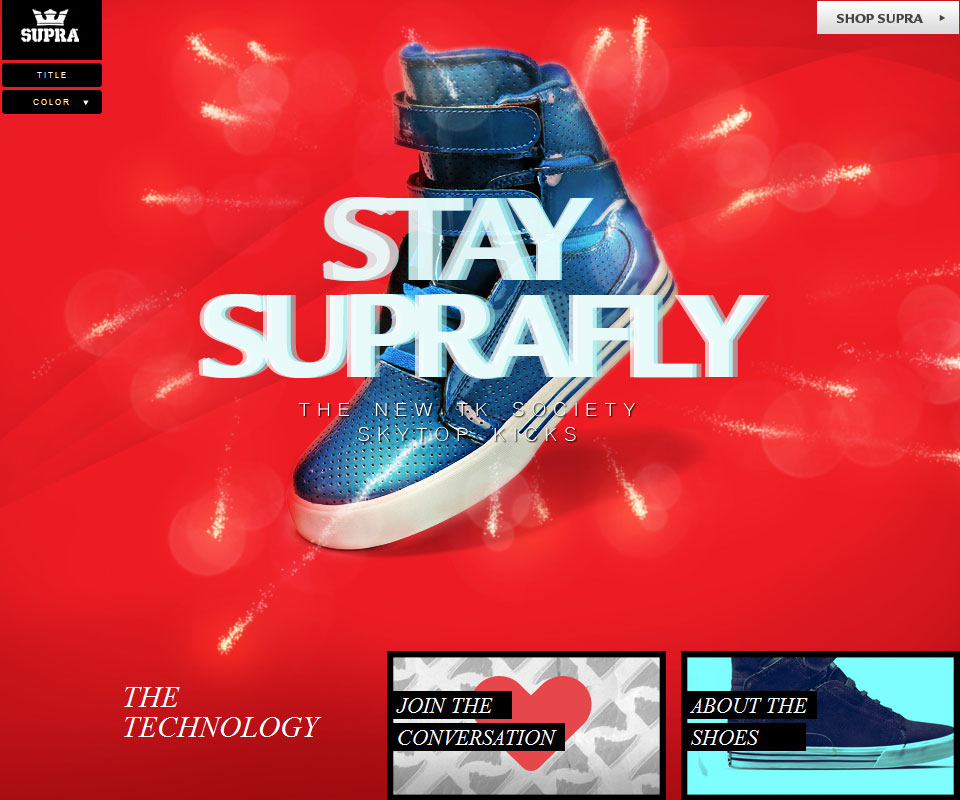 SUPRA
TITLE
COLOR
SHOP SUPRA
STAY
SUPRAFLY
THE NEW TK SOCIETY
SKYTOP KICKS
THE
TECHNOLOGY
JOIN THE
CONVERSATION
ABOUT THE
SHOES